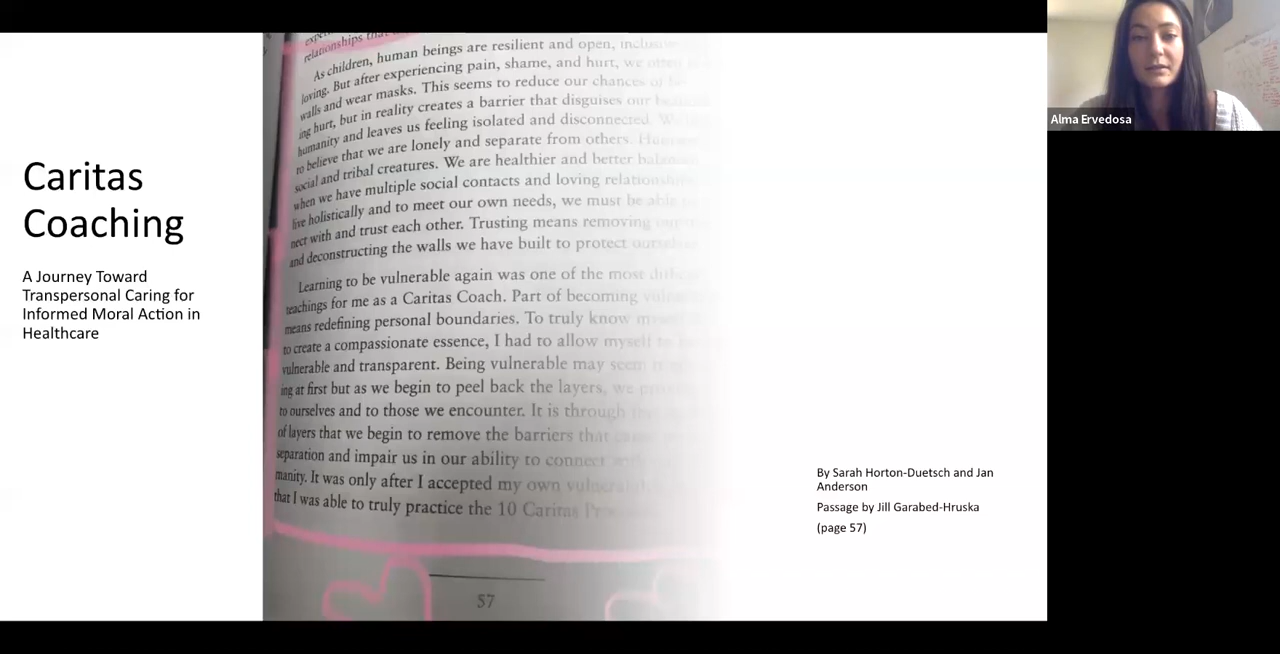 Caritas
Coaching
A Journey Toward
Transpersonal Caring for
Informed Moral Action in
Healthcare
relationships that
As children, human beings are resilient and open, inclusive
loving. But after experiencing pain, shame, and hurt, we often
walls and wear masks. This seems to reduce our chances of
ing hurt, but in reality creates a barrier that disguises our
humanity and leaves us feeling isolated and disconnected.
to believe that we are lonely and separate from others.
social and tribal creatures. We are healthier and better
when we have multiple social contacts and loving
live holistically and to meet our own needs, we must be able
nect with and trust each other. Trusting means removing
and deconstructing the walls we have built to protect
Learning to be vulnerable again was one of the most
teachings for me as a Caritas Coach. Part of becoming
means redefining personal boundaries. To truly know
to create a compassionate essence, I had to allow myself to
vulnerable and transparent. Being vulnerable may seem
ing at first but as we begin to peel back the layers, we
to ourselves and to those we encounter. It is through
of layers that we begin to remove the barriers that
separation and impair us in our ability to connect
manity. It was only after I accepted my own
that I was able to truly practice the 10 Caritas
57
By Sarah Horton-Duetsch and Jan
Anderson
Passage by Jill Garabed-Hruska
(page 57)
Alma Ervedosa